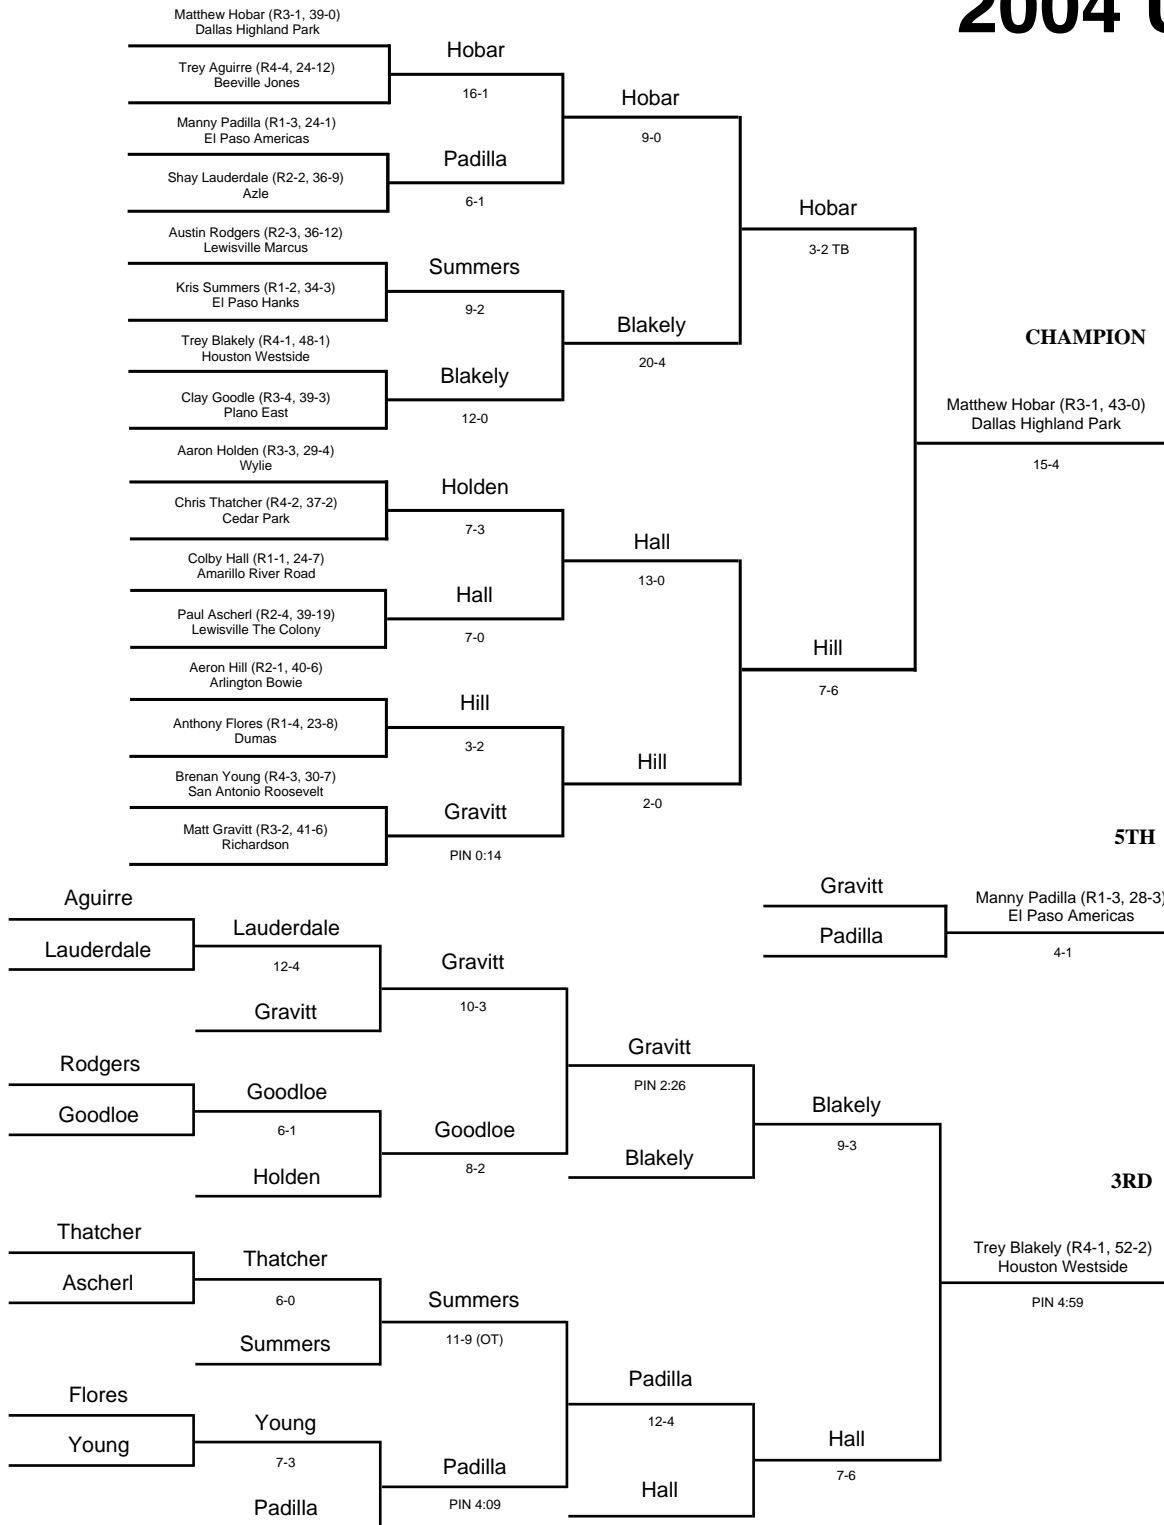 2004 U
Matthew Hobar (R3-1, 39-0)
Dallas Highland Park
Trey Aguirre (R4-4, 24-12)
Beeville Jones
Manny Padilla (R1-3, 24-1)
El Paso Americas
Shay Lauderdale (R2-2, 36-9)
Azle
Austin Rodgers (R2-3, 36-12)
Lewisville Marcus
Kris Summers (R1-2, 34-3)
El Paso Hanks
Trey Blakely (R4-1, 48-1)
Houston Westside
Clay Goodle (R3-4, 39-3)
Plano East
Aaron Holden (R3-3, 29-4)
Wylie
Chris Thatcher (R4-2, 37-2)
Cedar Park
Colby Hall (R1-1, 24-7)
Amarillo River Road
Paul Ascherl (R2-4, 39-19)
Lewisville The Colony
Aeron Hill (R2-1, 40-6)
Arlington Bowie
Anthony Flores (R1-4, 23-8)
Dumas
Brenan Young (R4-3, 30-7)
San Antonio Roosevelt
Matt Gravitt (R3-2, 41-6)
Richardson
Hobar
16-1
Padilla
6-1
Summers
9-2
Blakely
12-0
Holden
7-3
Hall
7-0
Hill
3-2
Gravitt
PIN 0:14
Hobar
9-0
Blakely
20-4
Hall
13-0
Hill
2-0
Hobar
3-2 TB
Hill
7-6
CHAMPION
Matthew Hobar (R3-1, 43-0)
Dallas Highland Park
15-4
5TH
Gravitt
Padilla
Manny Padilla (R1-3, 28-3)
El Paso Americas
4-1
Aguirre
Lauderdale
Rodgers
Goodloe
Thatcher
Ascherl
Flores
Young
Lauderdale
12-4
Gravitt
Goodloe
6-1
Holden
Thatcher
6-0
Summers
Young
7-3
Padilla
Gravitt
10-3
Goodloe
8-2
Summers
11-9 (OT)
Padilla
PIN 4:09
Gravitt
PIN 2:26
Blakely
Padilla
12-4
Hall
Blakely
9-3
Hall
7-6
3RD
Trey Blakely (R4-1, 52-2)
Houston Westside
PIN 4:59